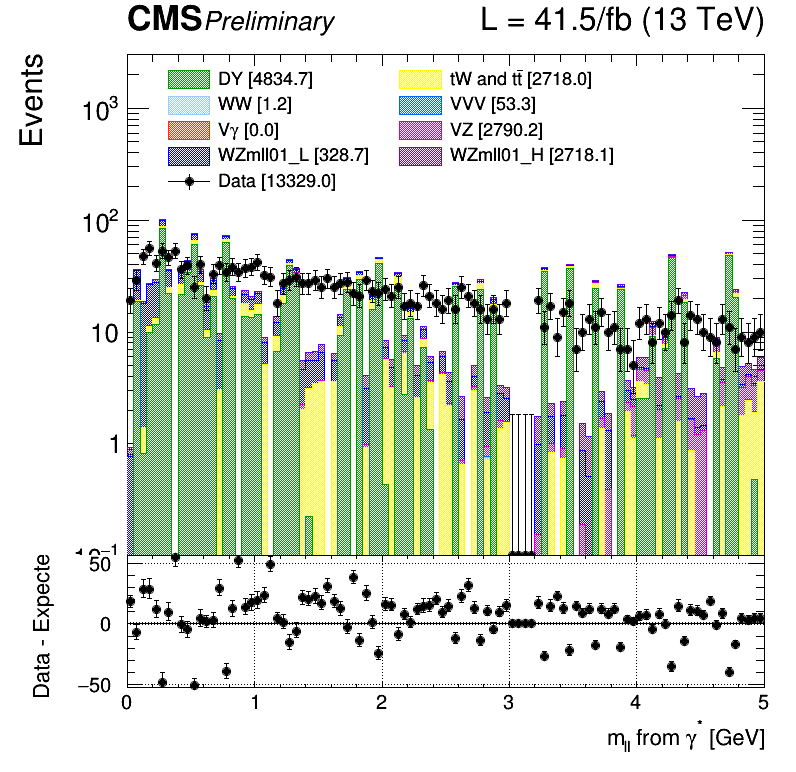 CMS Preliminary L = 41.5/fb (13 TeV)
Events
DY [4834.7] tW and tt̄ [2718.0]
WW [1.2] VVV [53.3]
Vγ [0.0] VZ [2790.2]
WZmll01_L [328.7] WZmll01_H [2718.1]
Data [13329.0]
10³
10²
10
1
50
0
−50
Data - Expecte
0 1 2 3 4 5
m_ll from γ* [GeV]